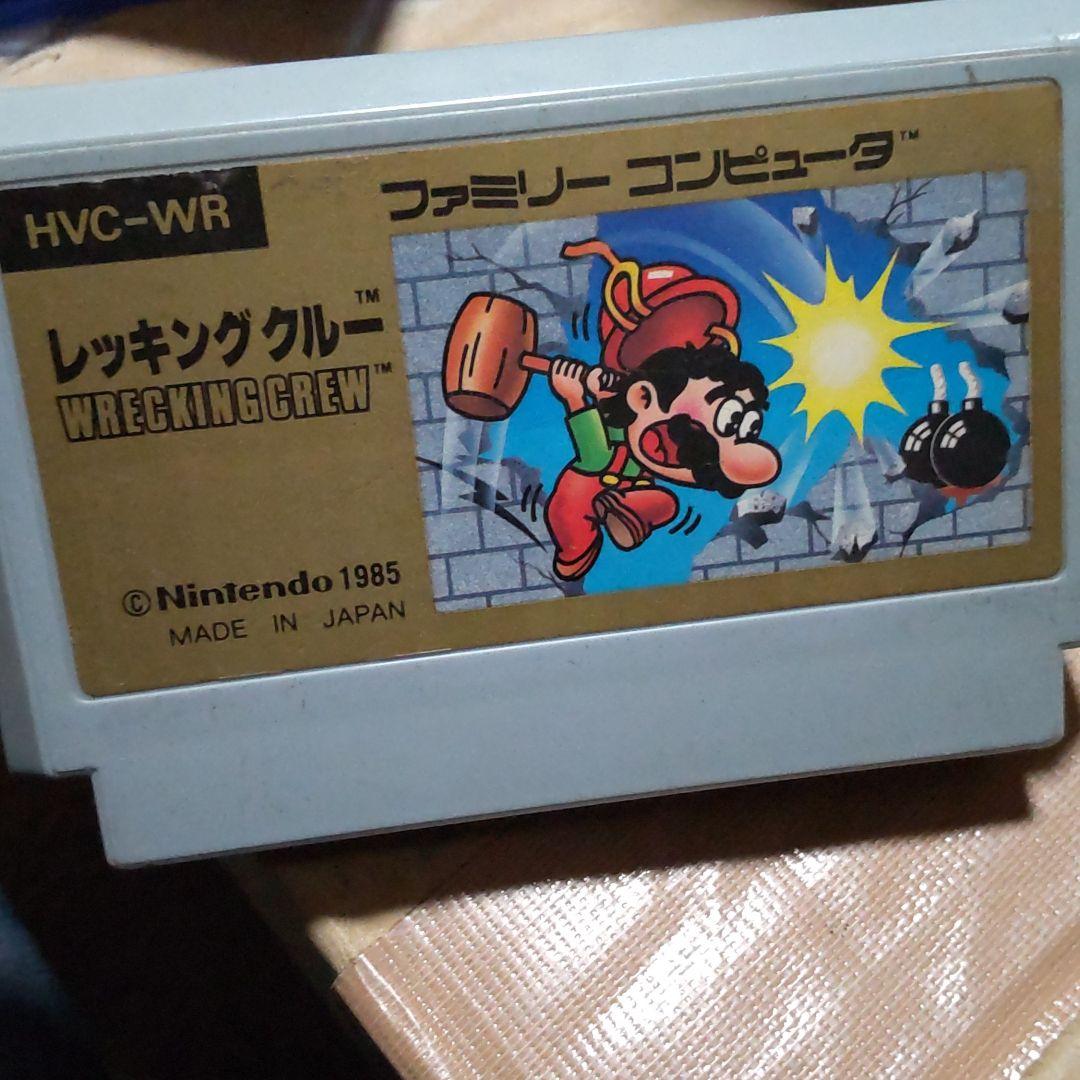 ファミリー コンピュータ™
HVC-WR
レッキング クルー™
WRECKING CREW™
©Nintendo 1985
MADE IN JAPAN